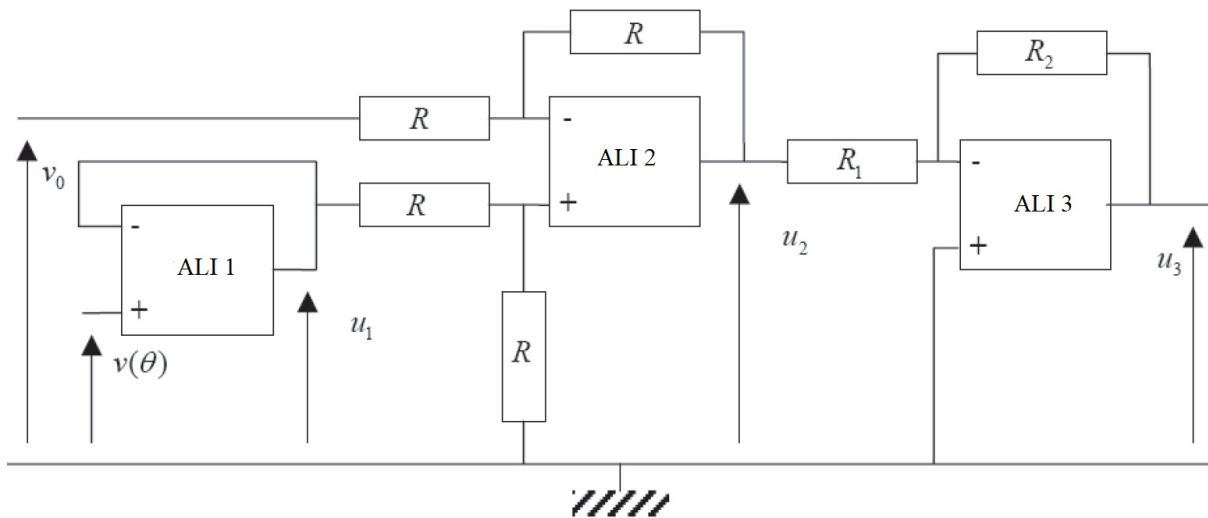 R
R₂
R
-
ALI 2
+
R₁
-
ALI 3
+
v₀
R
-
ALI 1
+
u₂
u₃
u₁
R
v(θ)